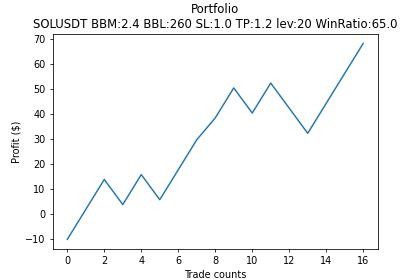 Portfolio
SOLUSDT BBM:2.4 BBL:260 SL:1.0 TP:1.2 lev:20 WinRatio:65.0
70
60
50
40
30
20
10
0
−10
Profit ($)
0 2 4 6 8 10 12 14 16
Trade counts